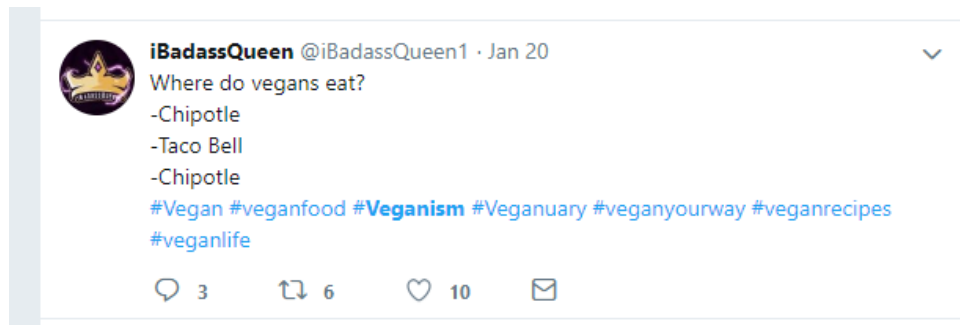 iBadassQueen @iBadassQueen1 · Jan 20
Where do vegans eat?
-Chipotle
-Taco Bell
-Chipotle
#Vegan #veganfood #Veganism #Veganuary #veganyourway #veganrecipes
#veganlife
3 6 10